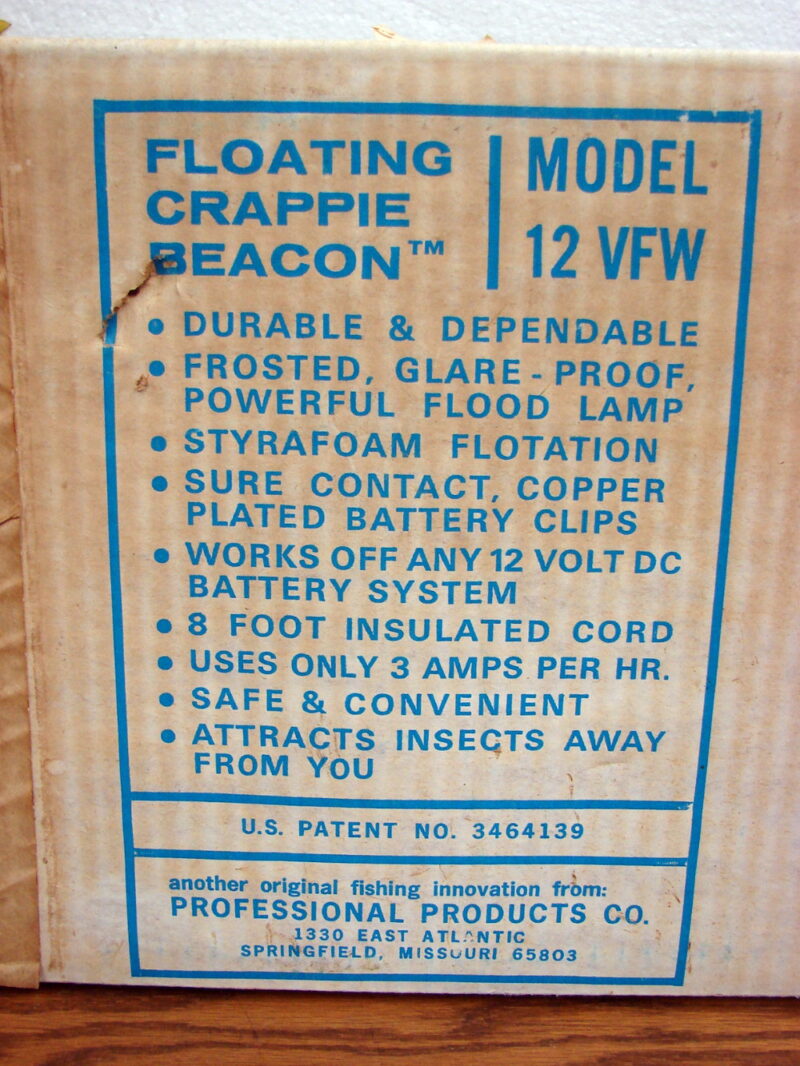 FLOATING
CRAPPIE
BEACON™
MODEL
12 VFW
• DURABLE & DEPENDABLE
• FROSTED, GLARE-PROOF,
POWERFUL FLOOD LAMP
• STYRAFOAM FLOTATION
• SURE CONTACT, COPPER
PLATED BATTERY CLIPS
• WORKS OFF ANY 12 VOLT DC
BATTERY SYSTEM
• 8 FOOT INSULATED CORD
• USES ONLY 3 AMPS PER HR.
• SAFE & CONVENIENT
• ATTRACTS INSECTS AWAY
FROM YOU
U.S. PATENT NO. 3464139
another original fishing innovation from:
PROFESSIONAL PRODUCTS CO.
1330 EAST ATLANTIC
SPRINGFIELD, MISSOURI 65803